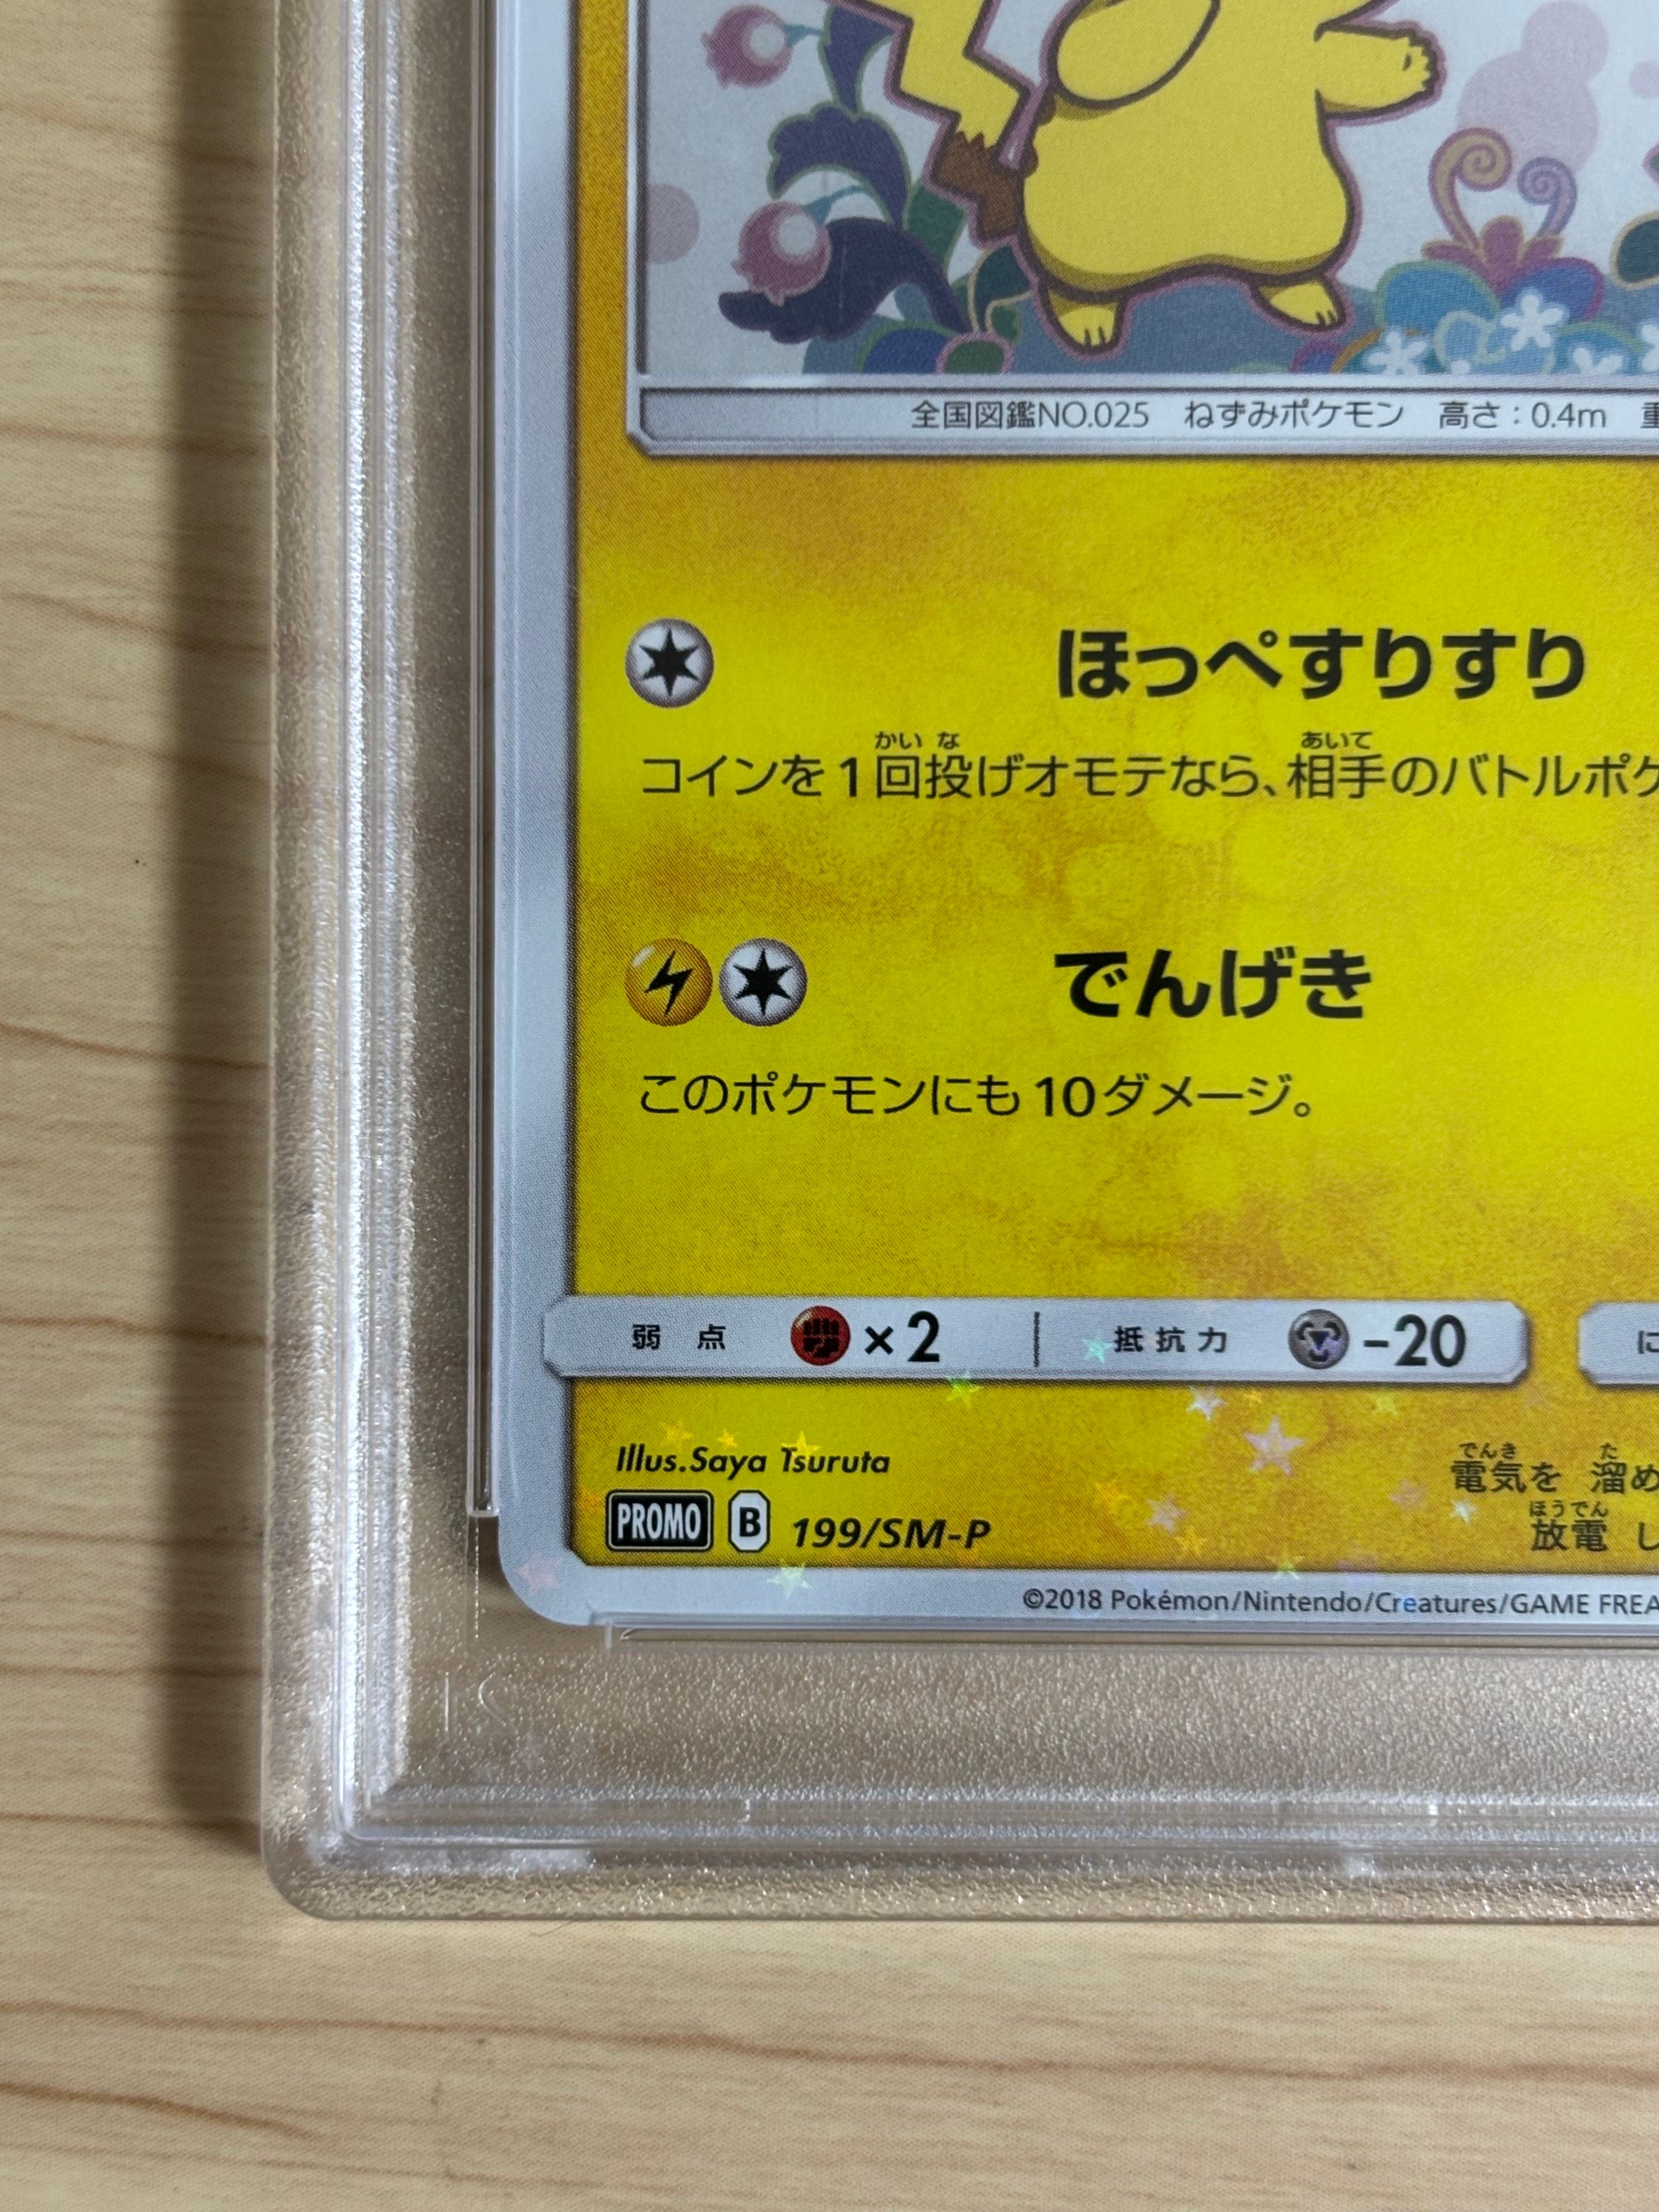 全国図鑑NO.025 ねずみポケモン 高さ：0.4m
ほっぺすりすり
かい な あいて
コインを1回投げオモテなら、相手のバトルポケ
でんげき
このポケモンにも10ダメージ。
弱点 ×2 抵抗力 -20 に
Illus.Saya Tsuruta
PROMO B 199/SM-P
でんき た
電気を 溜め
ほうでん
放電 し
©2018 Pokémon/Nintendo/Creatures/GAME FREA